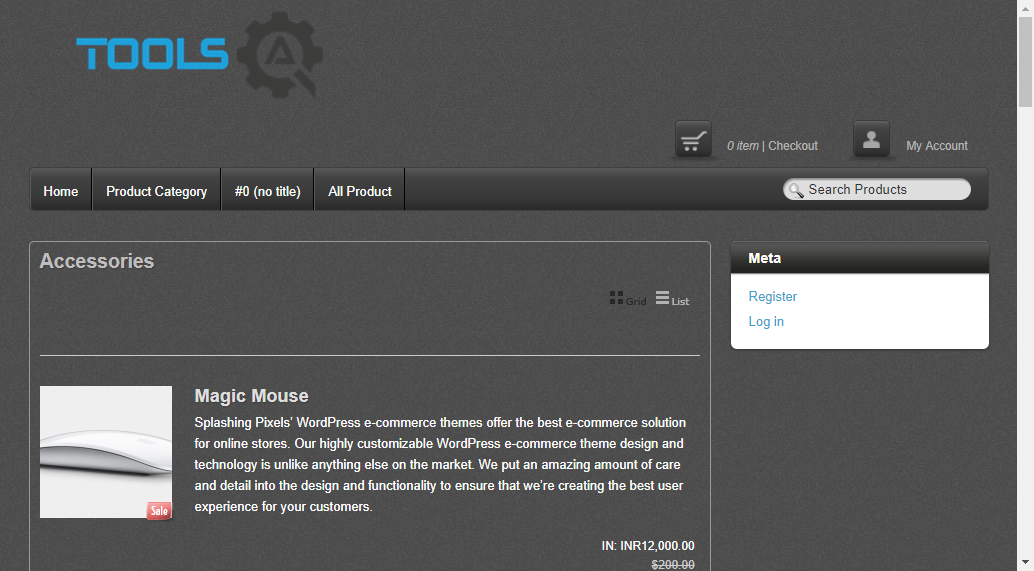 TOOLS
0 item | Checkout
My Account
Home
Product Category
#0 (no title)
All Product
Search Products
Accessories
Grid
List
Meta
Register
Log in
Magic Mouse
Splashing Pixels’ WordPress e-commerce themes offer the best e-commerce solution
for online stores. Our highly customizable WordPress e-commerce theme design and
technology is unlike anything else on the market. We put an amazing amount of care
and detail into the design and functionality to ensure that we’re creating the best user
experience for your customers.
Sale
IN: INR12,000.00
$200.00